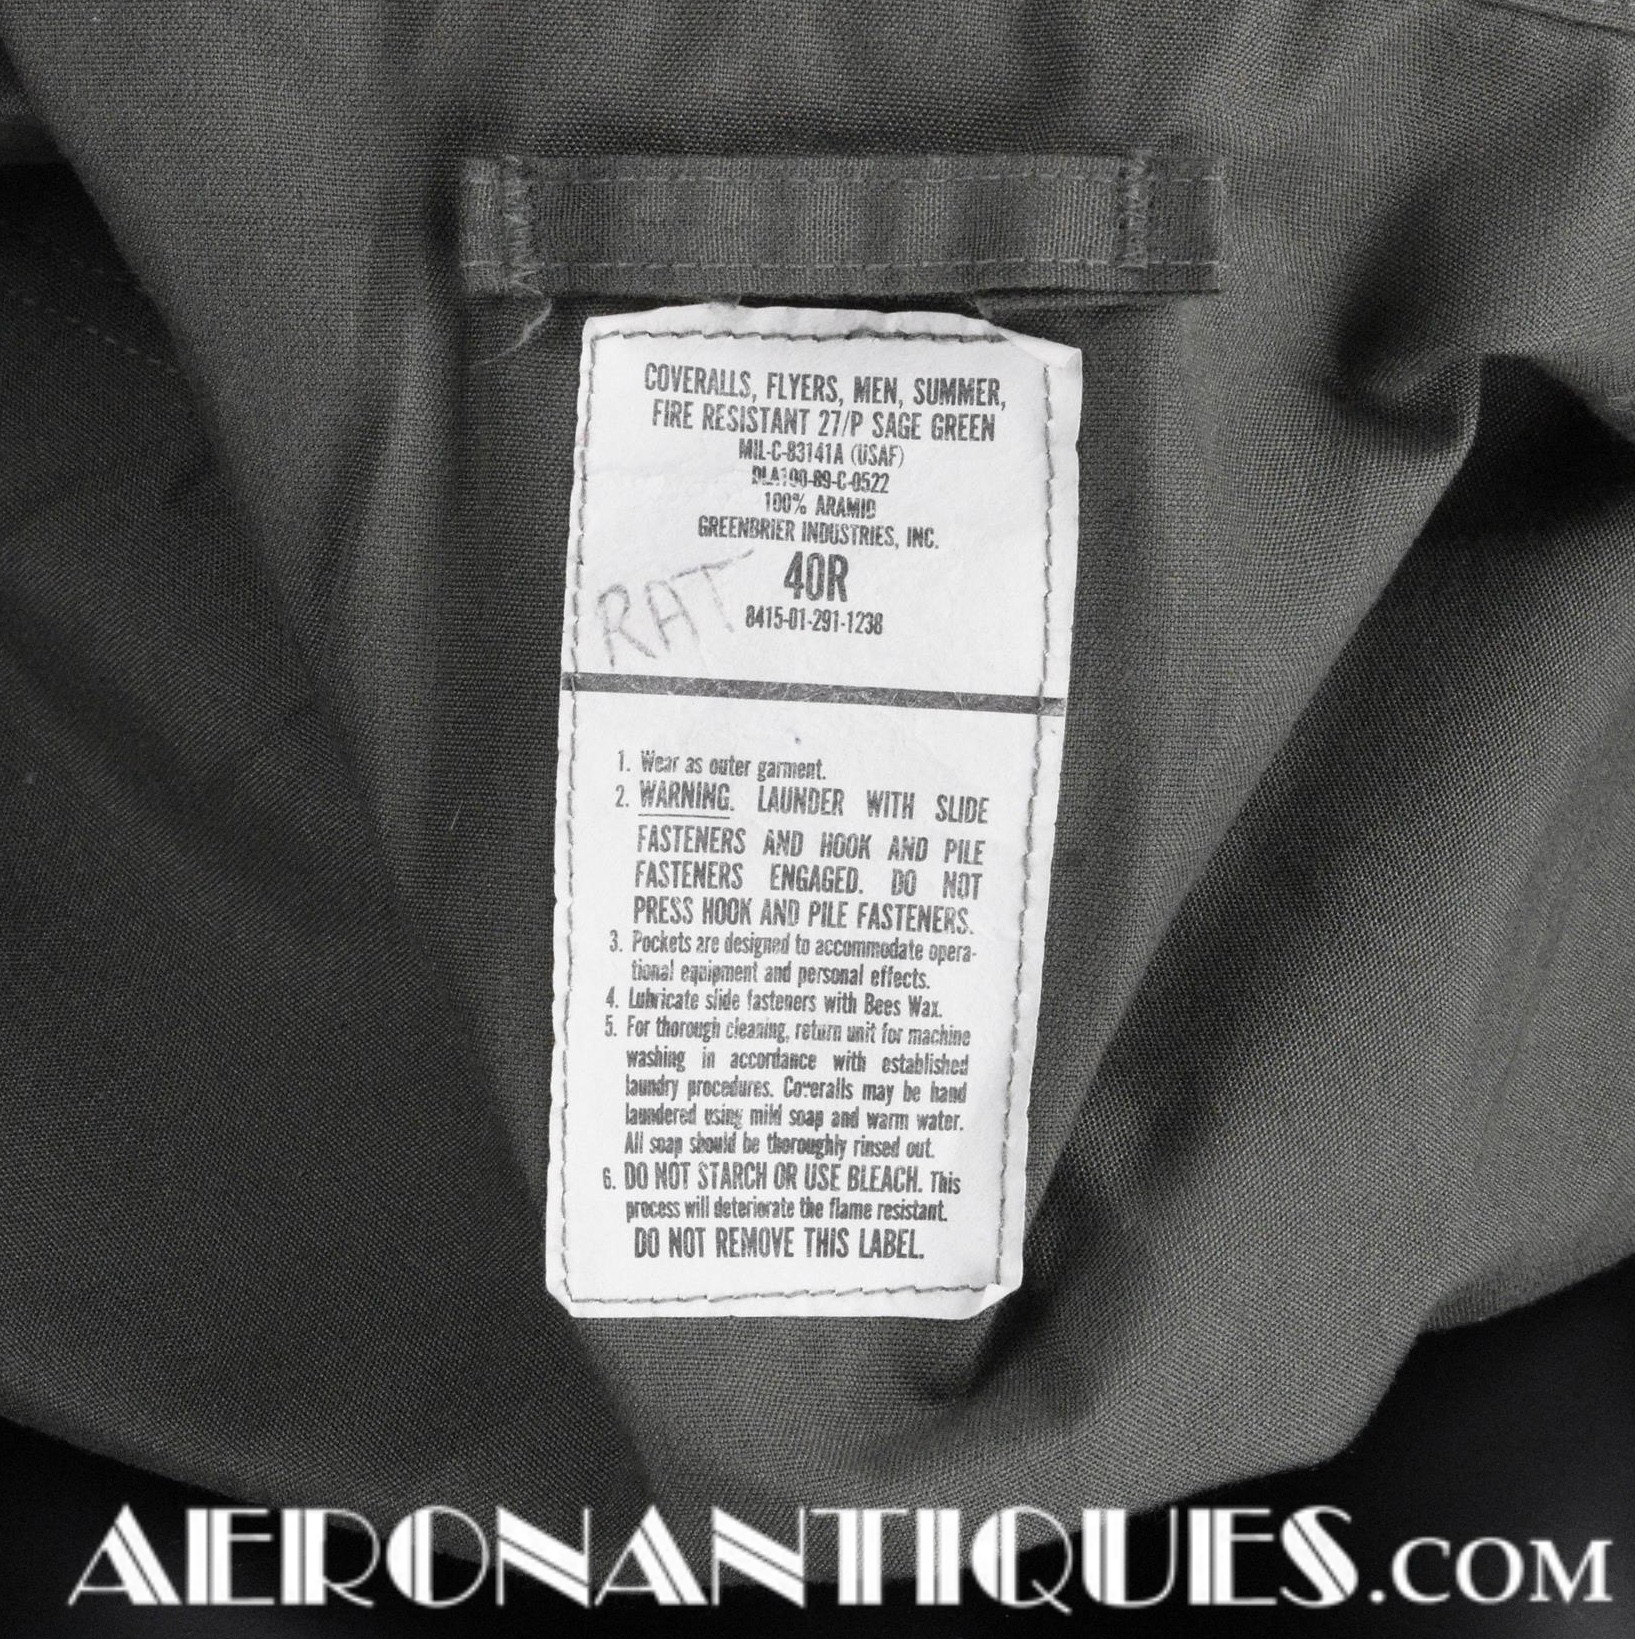 COVERALLS, FLYERS, MEN, SUMMER,
FIRE RESISTANT 27/P SAGE GREEN
MIL-C-83141A (USAF)
DLA100-89-C-0522
100% ARAMID
GREENBRIER INDUSTRIES, INC.
40R
RAT
8415-01-291-1238
1. Wear as outer garment.
2. WARNING. LAUNDER WITH SLIDE
FASTENERS AND HOOK AND PILE
FASTENERS ENGAGED. DO NOT
PRESS HOOK AND PILE FASTENERS.
3. Pockets are designed to accommodate opera-
tional equipment and personal effects.
4. Lubricate slide fasteners with Bees Wax.
5. For thorough cleaning, return unit for machine
washing in accordance with established
laundry procedures. Coveralls may be hand
laundered using mild soap and warm water.
All soap should be thoroughly rinsed out.
6. DO NOT STARCH OR USE BLEACH. This
process will deteriorate the flame resistant.
DO NOT REMOVE THIS LABEL.
AERONANTIQUES.COM